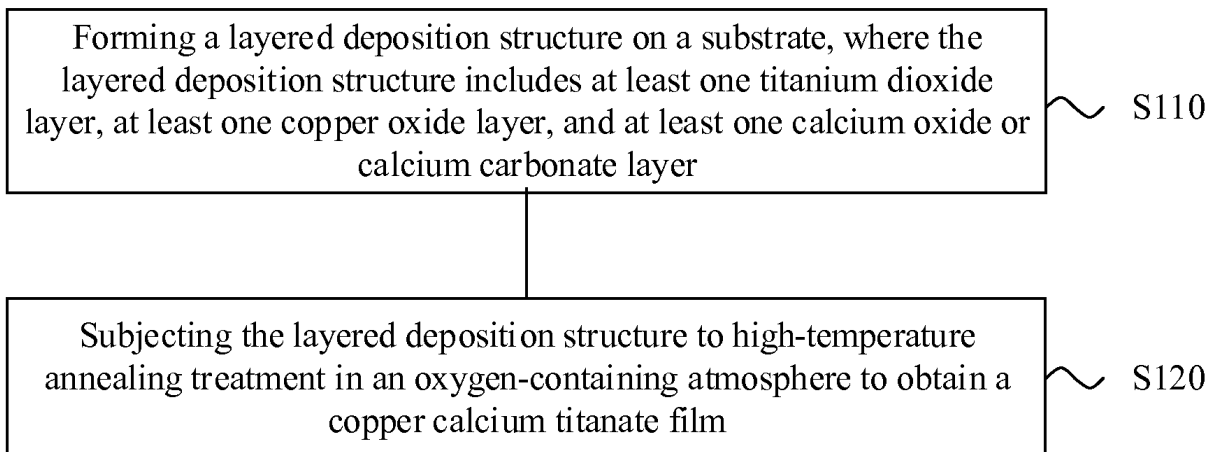 Forming a layered deposition structure on a substrate, where the
layered deposition structure includes at least one titanium dioxide
layer, at least one copper oxide layer, and at least one calcium oxide or
calcium carbonate layer
S110
Subjecting the layered deposition structure to high-temperature
annealing treatment in an oxygen-containing atmosphere to obtain a
copper calcium titanate film
S120